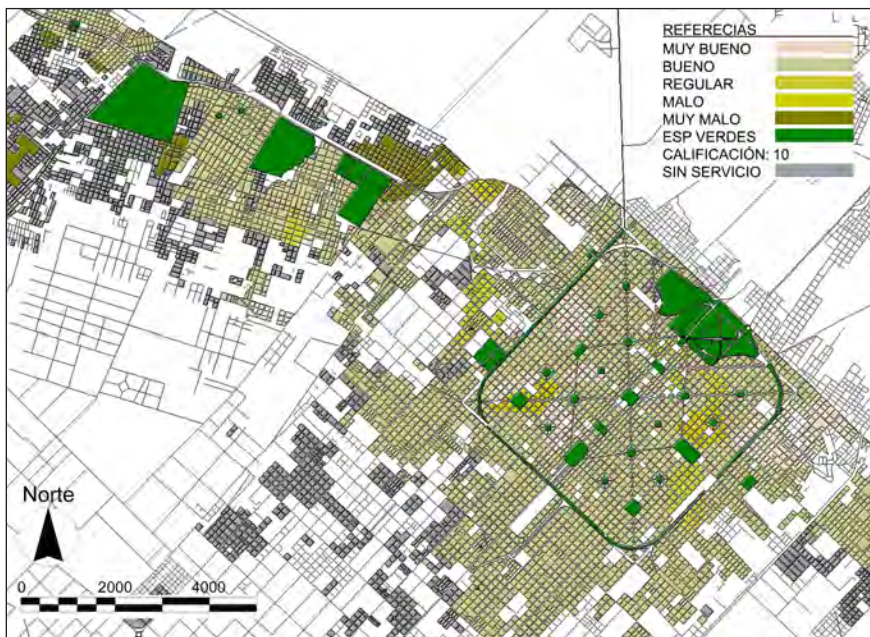 REFERECIAS
MUY BUENO
BUENO
REGULAR
MALO
MUY MALO
ESP VERDES
CALIFICACIÓN: 10
SIN SERVICIO
Norte
0 2000 4000